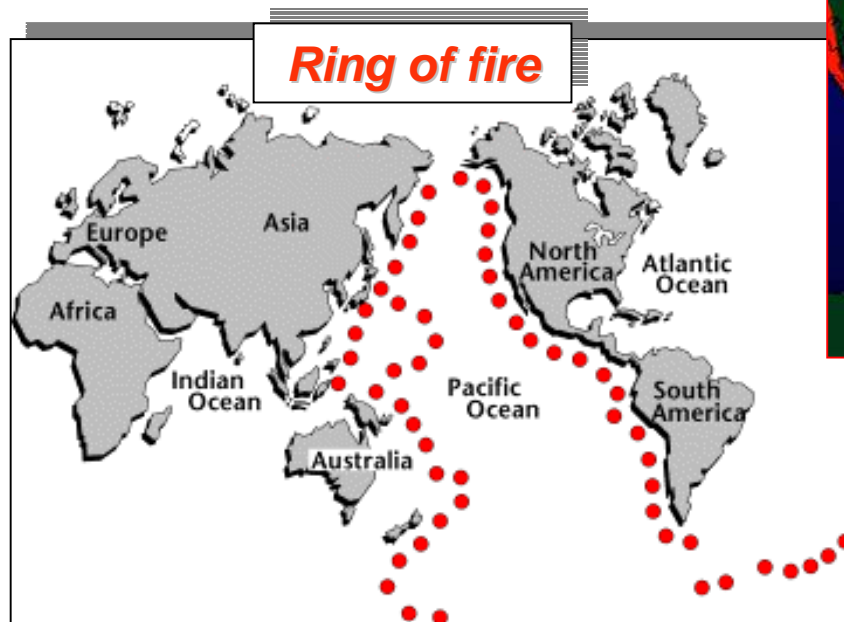 Ring of fire
Europe
Asia
North
America
Atlantic
Ocean
Africa
Indian
Ocean
Pacific
Ocean
South
America
Australia